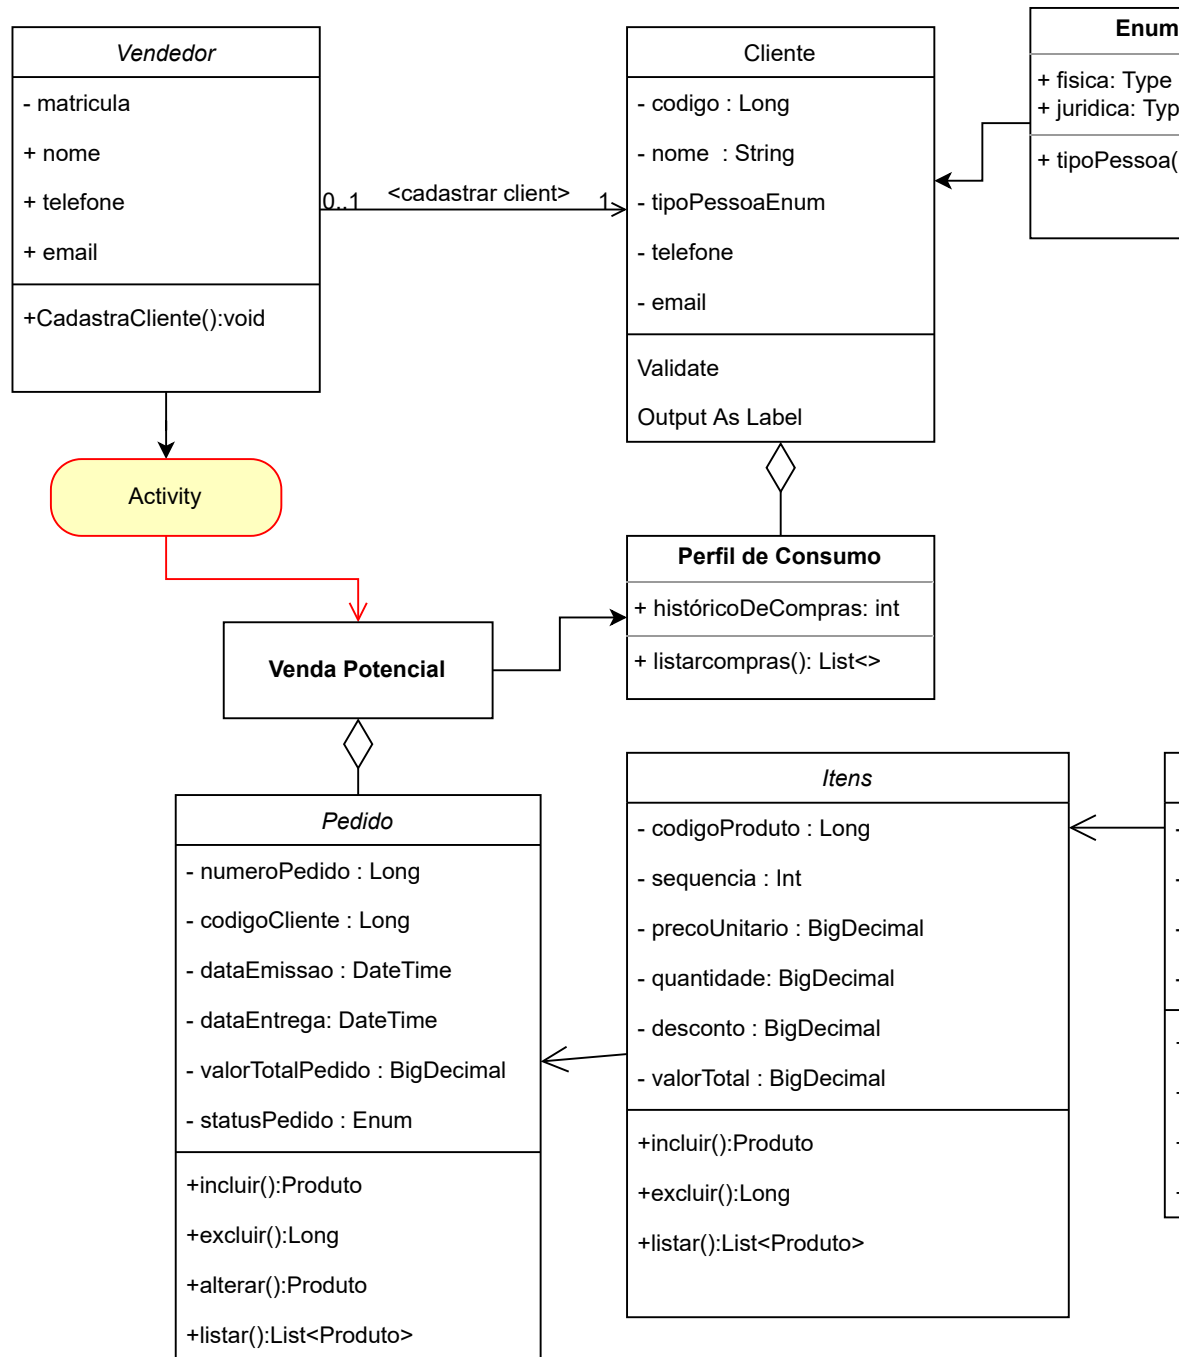 Vendedor
- matricula
+ nome
+ telefone
+ email
+CadastraCliente():void
0..1
<cadastrar client>
1
Cliente
- codigo : Long
- nome  : String
- tipoPessoaEnum
- telefone
- email
Validate
Output As Label
Enum
+ fisica: Type
+ juridica: Typ
+ tipoPessoa(
Activity
Venda Potencial
Perfil de Consumo
+ históricoDeCompras: int
+ listarcompras(): List<>
Pedido
- numeroPedido : Long
- codigoCliente : Long
- dataEmissao : DateTime
- dataEntrega: DateTime
- valorTotalPedido : BigDecimal
- statusPedido : Enum
+incluir():Produto
+excluir():Long
+alterar():Produto
+listar():List<Produto>
Itens
- codigoProduto : Long
- sequencia : Int
- precoUnitario : BigDecimal
- quantidade: BigDecimal
- desconto : BigDecimal
- valorTotal : BigDecimal
+incluir():Produto
+excluir():Long
+listar():List<Produto>